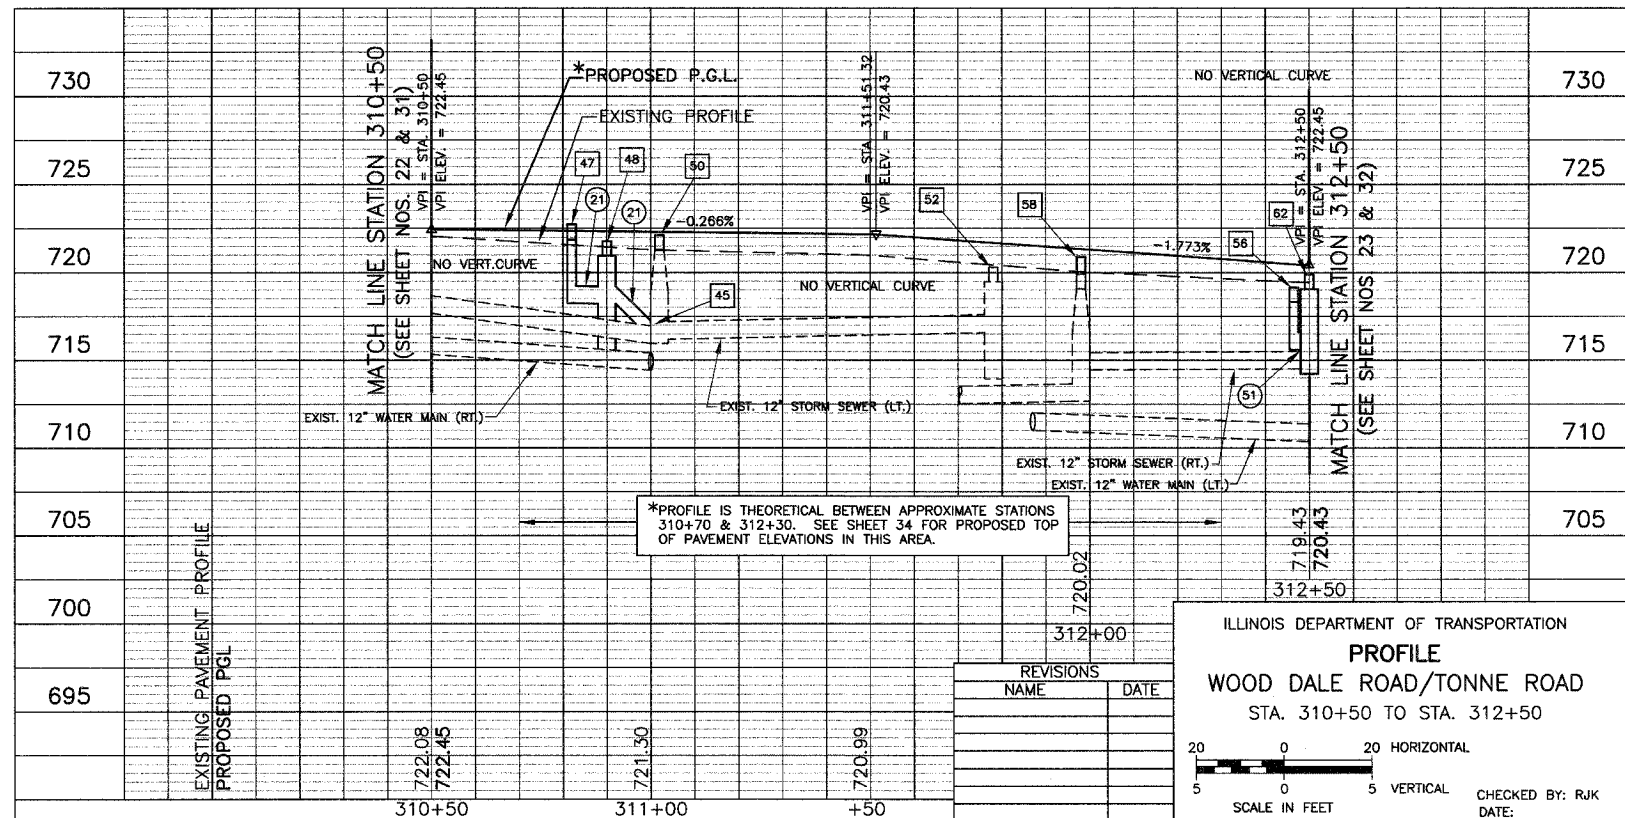 730
725
720
715
710
705
700
695
730
725
720
715
710
705
MATCH LINE STATION 310+50
(SEE SHEET NOS. 22 & 31)
VPI = STA. 310+50
VPI ELEV. = 722.45
*PROPOSED P.G.L.
EXISTING PROFILE
47
48
50
21
21
-0.266%
NO VERT.CURVE
45
VPI = STA. 311+51.32
VPI ELEV. = 720.43
NO VERTICAL CURVE
52
58
NO VERTICAL CURVE
-1.773%
56
62
VPI = STA. 312+50
VPI ELEV. = 722.45
MATCH LINE STATION 312+50
(SEE SHEET NOS 23 & 32)
51
EXIST. 12" WATER MAIN (RT.)
EXIST. 12" STORM SEWER (LT.)
EXIST. 12" STORM SEWER (RT.)
EXIST. 12" WATER MAIN (LT.)
*PROFILE IS THEORETICAL BETWEEN APPROXIMATE STATIONS
310+70 & 312+30. SEE SHEET 34 FOR PROPOSED TOP
OF PAVEMENT ELEVATIONS IN THIS AREA.
EXISTING PAVEMENT PROFILE
PROPOSED PGL
722.08
722.45
310+50
721.30
311+00
720.99
+50
720.02
312+00
719.43
720.43
312+50
REVISIONS
NAME DATE
ILLINOIS DEPARTMENT OF TRANSPORTATION
PROFILE
WOOD DALE ROAD/TONNE ROAD
STA. 310+50 TO STA. 312+50
20 0 20 HORIZONTAL
5 0 5 VERTICAL
SCALE IN FEET
CHECKED BY: RJK
DATE: